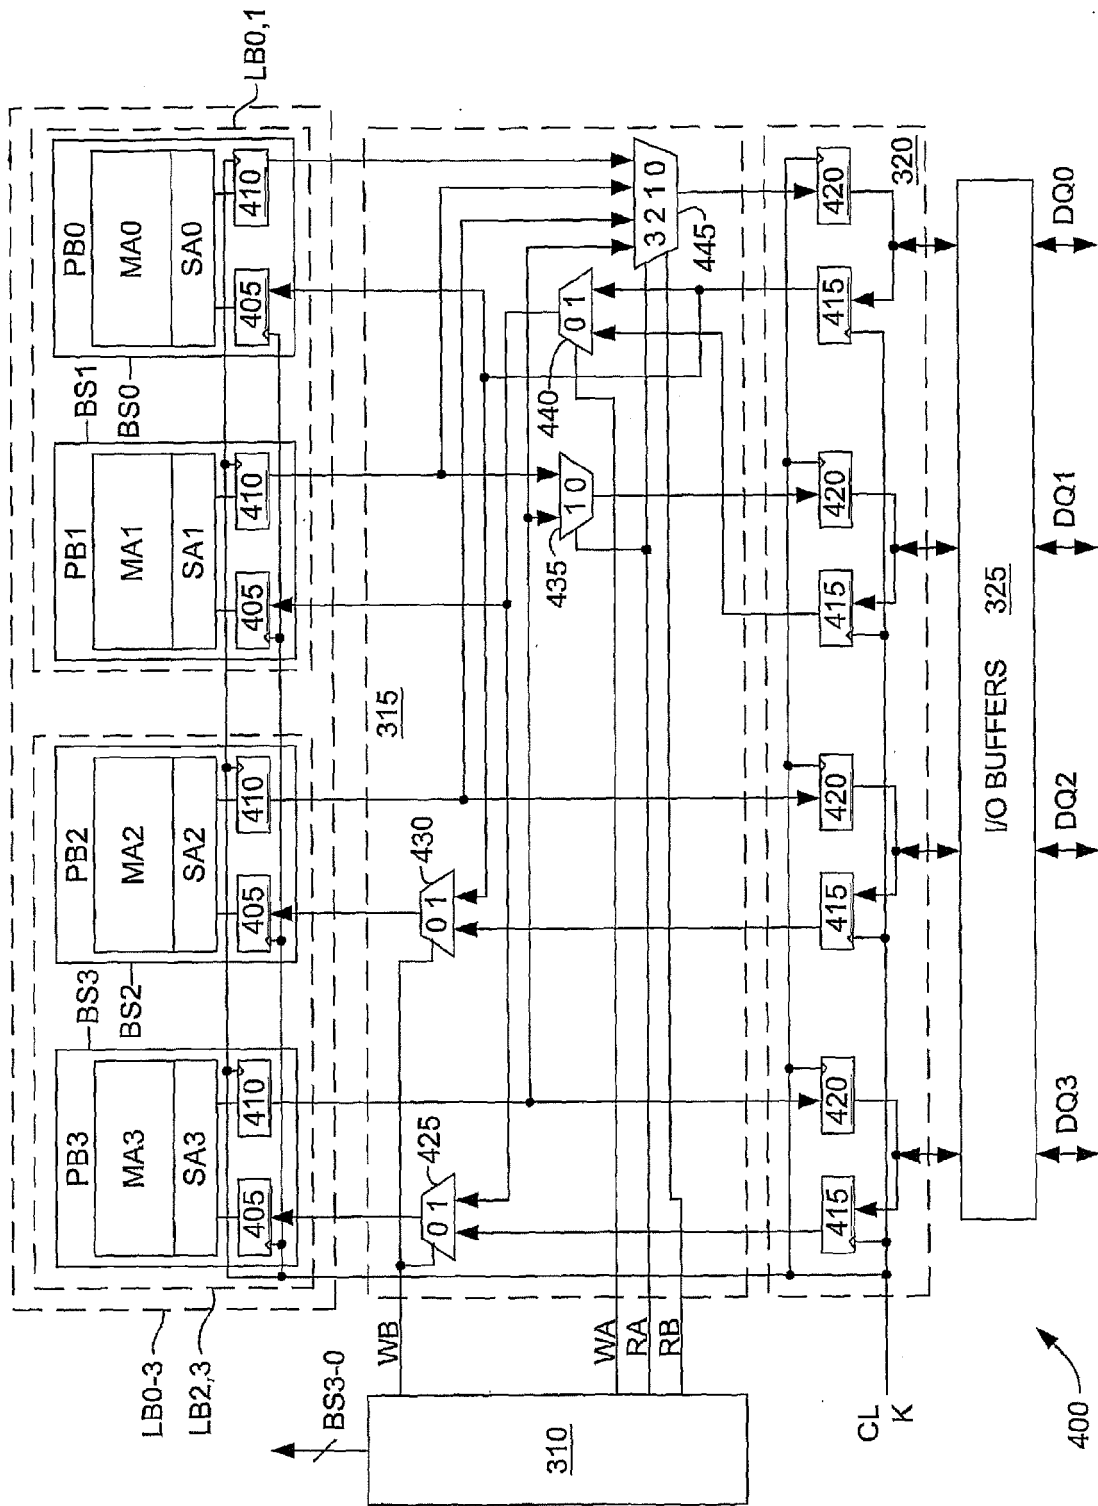 LB0-3
LB2,3
LB0,1
PB3
MA3
SA3
405
410
BS3
BS2
PB2
MA2
SA2
405
410
PB1
MA1
SA1
405
410
BS1
BS0
PB0
MA0
SA0
405
410
BS3-0
310
WB
WA
RA
RB
315
0 1
425
0 1
430
1 0
435
0 1
440
3 2 1 0
445
415
420
415
420
415
420
415
420
320
CL
K
I/O BUFFERS 325
DQ3
DQ2
DQ1
DQ0
400